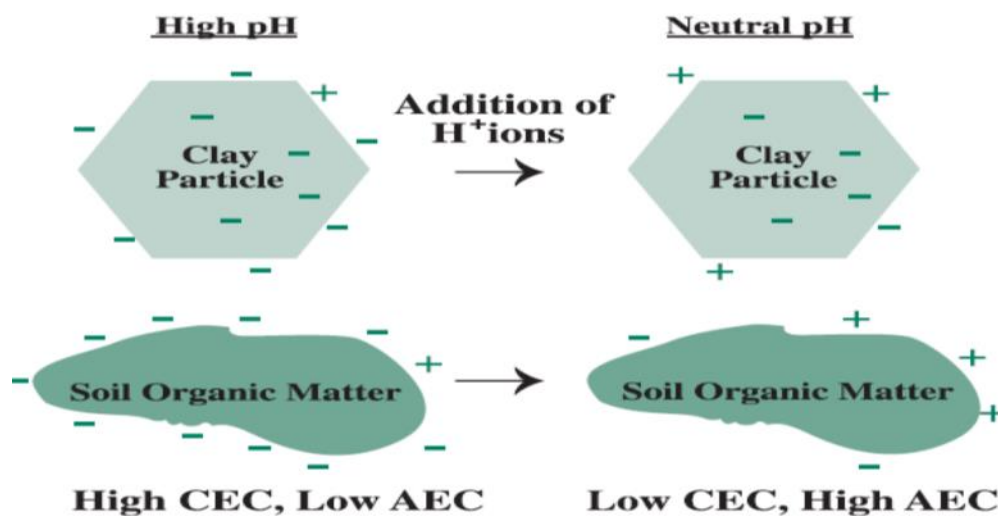 High pH
Neutral pH
Addition of
H⁺ions
Clay
Particle
Clay
Particle
Soil Organic Matter
Soil Organic Matter
High CEC, Low AEC
Low CEC, High AEC